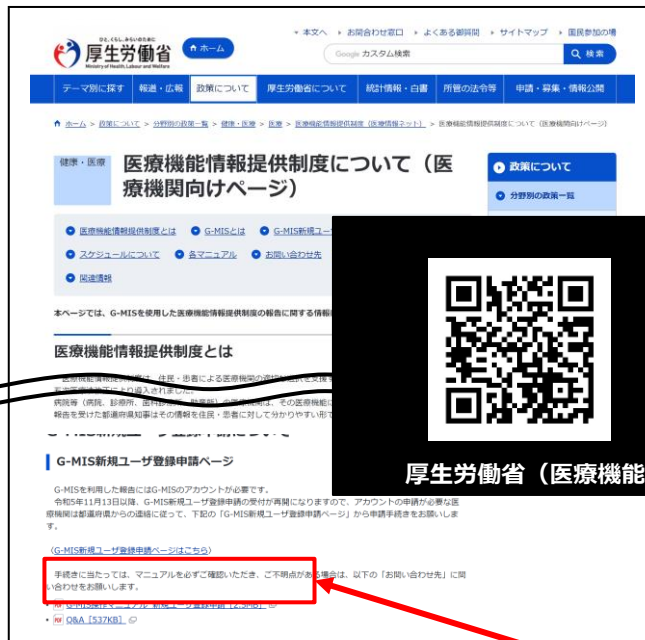 ひと、くらし、みらいのために
厚生労働省
Ministry of Health, Labour and Welfare
ホーム
本文へ お問合わせ窓口 よくある御質問 サイトマップ 国民参加の場
Google カスタム検索
検索
テーマ別に探す 報道・広報 政策について 厚生労働省について 統計情報・白書 所管の法令等 申請・募集・情報公開
ホーム > 政策について > 分野別の政策一覧 > 健康・医療 > 医療 > 医療機能情報提供制度（医療情報ネット） > 医療機能情報提供制度について（医療機関向けページ）
健康・医療
医療機能情報提供制度について（医
療機関向けページ）
政策について
分野別の政策一覧
医療機能情報提供制度とは G-MISとは G-MIS新規ユー
スケジュールについて 各マニュアル お問い合わせ先
関連情報
本ページでは、G-MISを使用した医療機能情報提供制度の報告に関する情報
医療機能情報提供制度とは
病院等（病院、診療所、
報告を受けた都道府県知事はその情報を住民・患者に対して分かりやすい形で
厚生労働省（医療機能
G-MIS新規ユーザ登録申請ページ
G-MISを利用した報告にはG-MISのアカウントが必要です。
令和5年11月13日以降、G-MIS新規ユーザ登録申請の受付が再開になりますので、アカウントの申請が必要な医
療機関は都道府県からの連絡に従って、下記の「G-MIS新規ユーザ登録申請ページ」から申請手続きをお願いしま
す。
（G-MIS新規ユーザ登録申請ページはこちら）
手続きに当たっては、マニュアルを必ずご確認いただき、ご不明点がある場合は、以下の「お問い合わせ先」に問
い合わせをお願いします。
G-MIS操作マニュアル_新規ユーザ登録申請 [2.5MB]
Q&A [537KB]